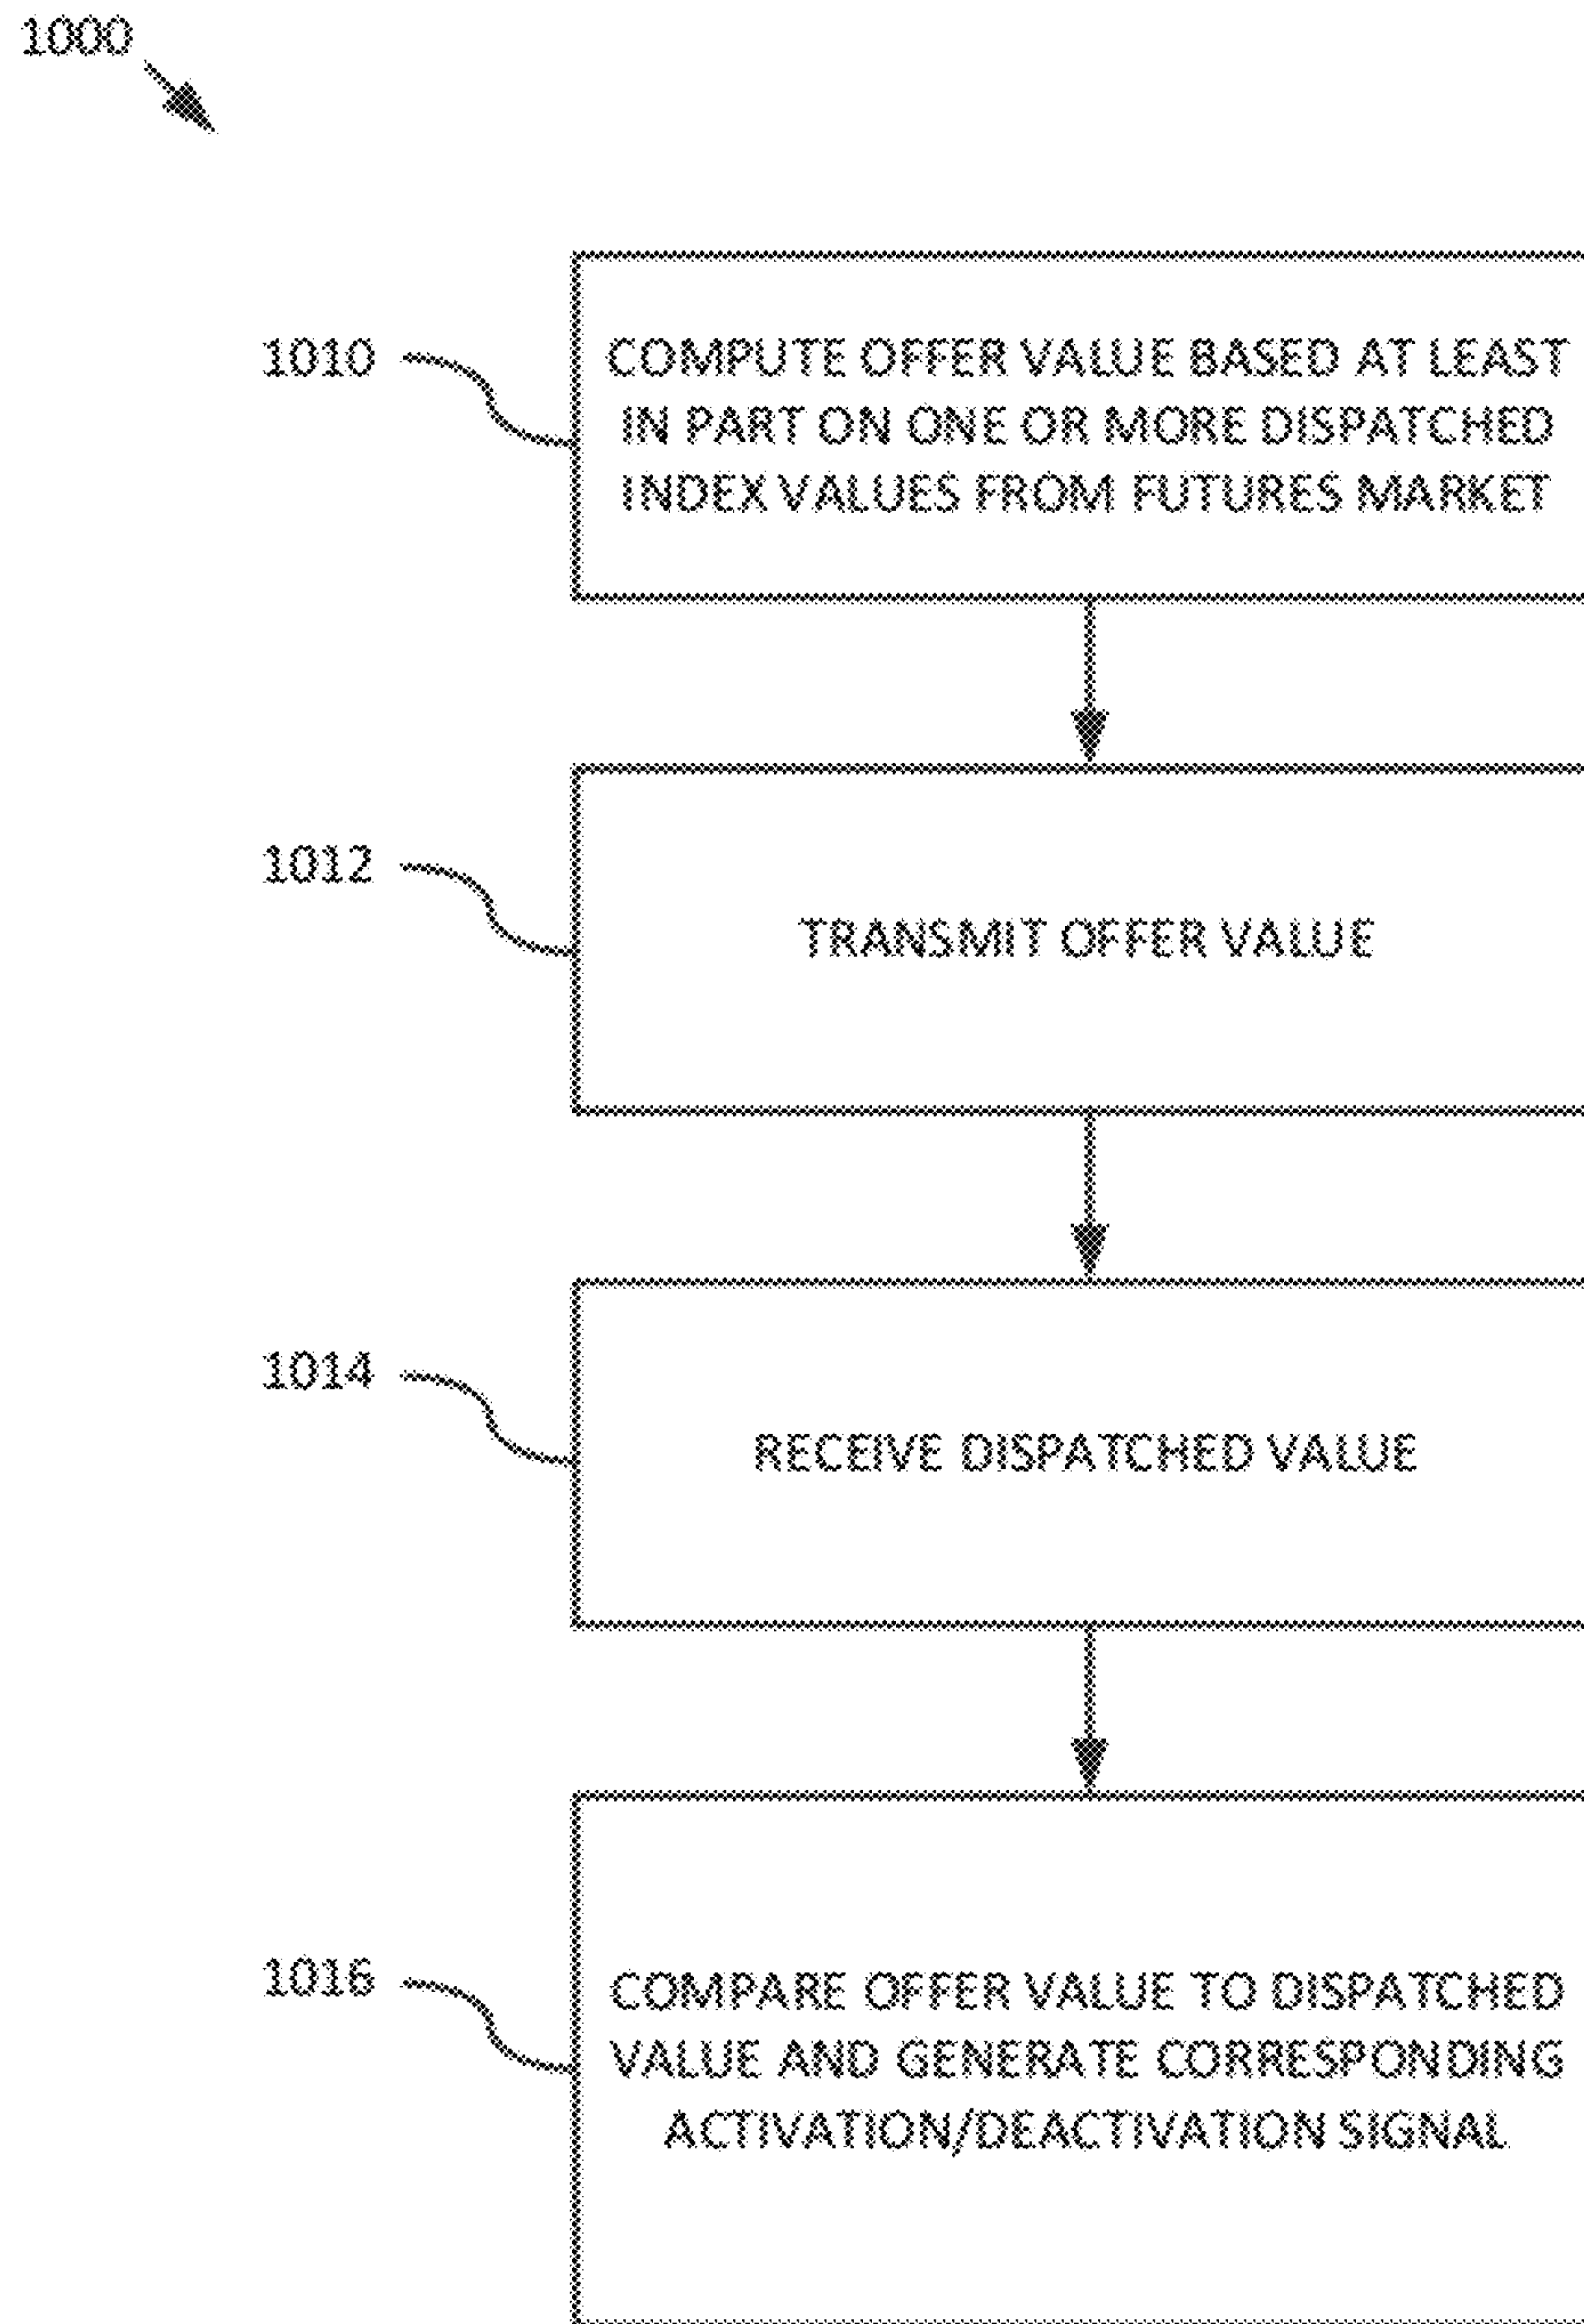 1000
1010
COMPUTE OFFER VALUE BASED AT LEAST
IN PART ON ONE OR MORE DISPATCHED
INDEX VALUES FROM FUTURES MARKET
1012
TRANSMIT OFFER VALUE
1014
RECEIVE DISPATCHED VALUE
1016
COMPARE OFFER VALUE TO DISPATCHED
VALUE AND GENERATE CORRESPONDING
ACTIVATION/DEACTIVATION SIGNAL